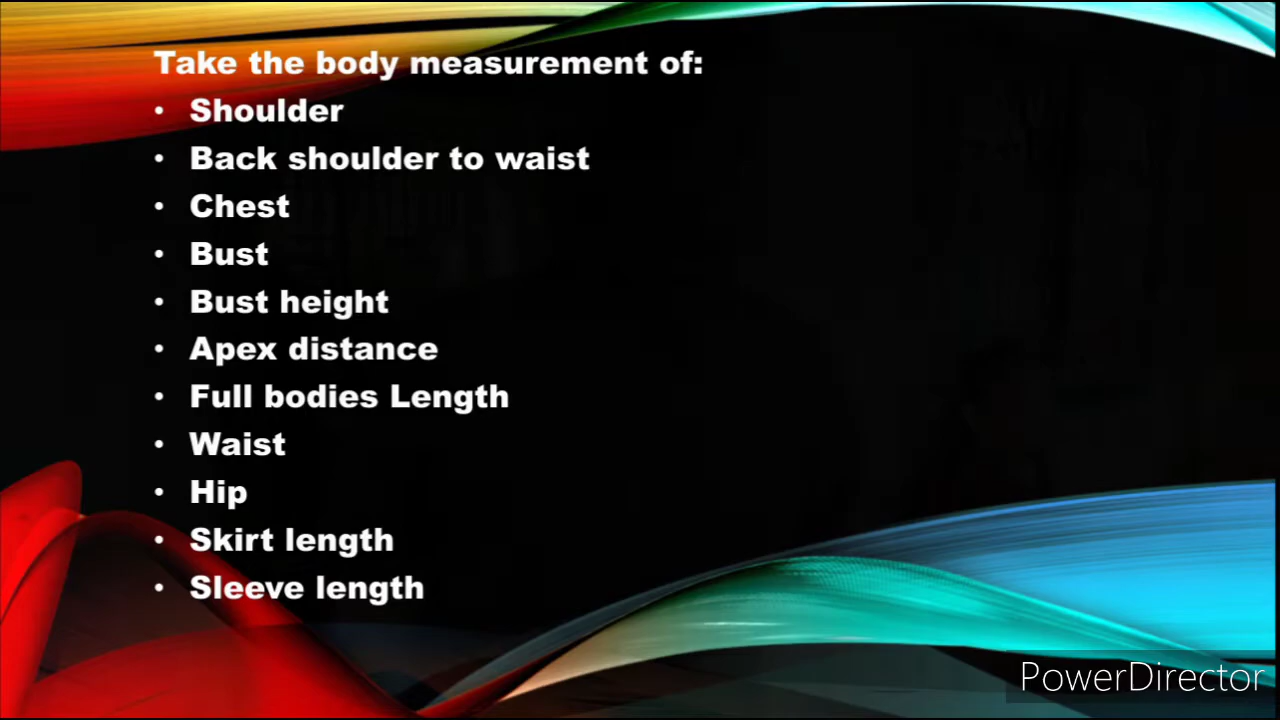 Take the body measurement of:
• Shoulder
• Back shoulder to waist
• Chest
• Bust
• Bust height
• Apex distance
• Full bodies Length
• Waist
• Hip
• Skirt length
• Sleeve length
PowerDirector